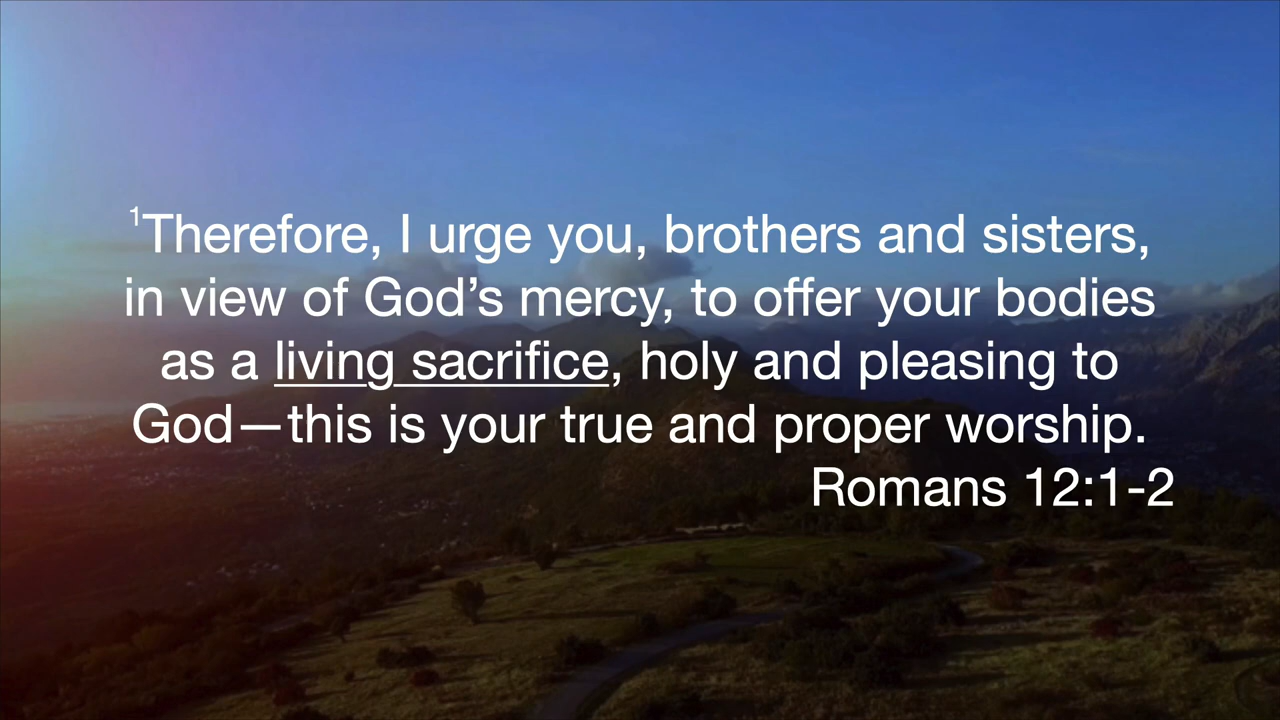 ¹Therefore, I urge you, brothers and sisters,
in view of God’s mercy, to offer your bodies
as a living sacrifice, holy and pleasing to
God—this is your true and proper worship.
Romans 12:1-2